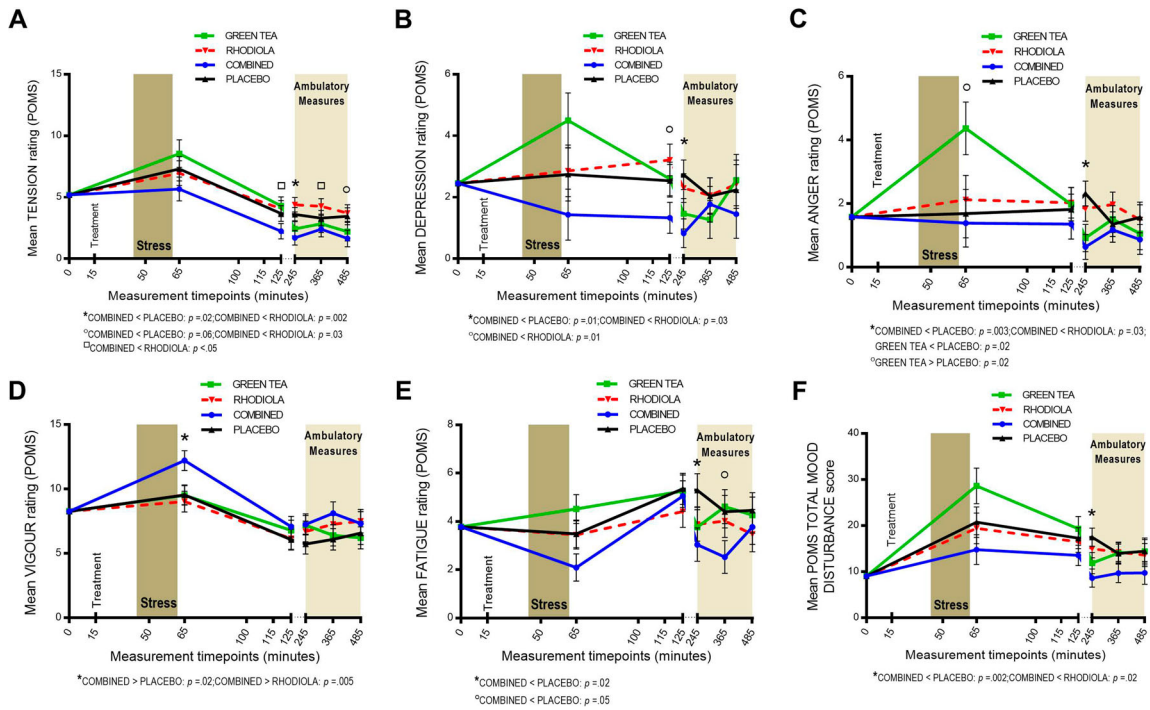 A
GREEN TEA
RHODIOLA
COMBINED
PLACEBO
Mean TENSION rating (POMS)
15
10
5
0
Treatment
Stress
Ambulatory
Measures
0 15 50 65 100 115 125 245 365 485
Measurement timepoints (minutes)
*COMBINED < PLACEBO: p =.02;COMBINED < RHODIOLA: p =.002
○COMBINED < PLACEBO: p =.06;COMBINED < RHODIOLA: p =.03
□COMBINED < RHODIOLA: p <.05
B
GREEN TEA
RHODIOLA
COMBINED
PLACEBO
Mean DEPRESSION rating (POMS)
6
4
2
0
Treatment
Stress
Ambulatory
Measures
0 15 50 65 100 115 125 245 365 485
Measurement timepoints (minutes)
*COMBINED < PLACEBO: p =.01;COMBINED < RHODIOLA: p =.03
○COMBINED < RHODIOLA: p =.01
C
GREEN TEA
RHODIOLA
COMBINED
PLACEBO
Mean ANGER rating (POMS)
6
4
2
0
Treatment
Stress
Ambulatory
Measures
0 15 50 65 100 115 125 245 365 485
Measurement timepoints (minutes)
*COMBINED < PLACEBO: p =.003;COMBINED < RHODIOLA: p =.03;
GREEN TEA < PLACEBO: p =.02
○GREEN TEA > PLACEBO: p =.02
D
GREEN TEA
RHODIOLA
COMBINED
PLACEBO
Mean VIGOUR rating (POMS)
15
10
5
0
Treatment
Stress
Ambulatory
Measures
*
0 15 50 65 100 115 125 245 365 485
Measurement timepoints (minutes)
*COMBINED > PLACEBO: p =.02;COMBINED > RHODIOLA: p =.005
E
GREEN TEA
RHODIOLA
COMBINED
PLACEBO
Mean FATIGUE rating (POMS)
8
6
4
2
0
Treatment
Stress
Ambulatory
Measures
0 15 50 65 100 115 125 245 365 485
Measurement timepoints (minutes)
*COMBINED < PLACEBO: p =.02
○COMBINED < PLACEBO: p =.05
F
GREEN TEA
RHODIOLA
COMBINED
PLACEBO
Mean POMS TOTAL MOOD
DISTURBANCE score
40
30
20
10
0
Treatment
Stress
Ambulatory
Measures
0 15 50 65 100 115 125 245 365 485
Measurement timepoints (minutes)
*COMBINED < PLACEBO: p =.002;COMBINED < RHODIOLA: p =.02